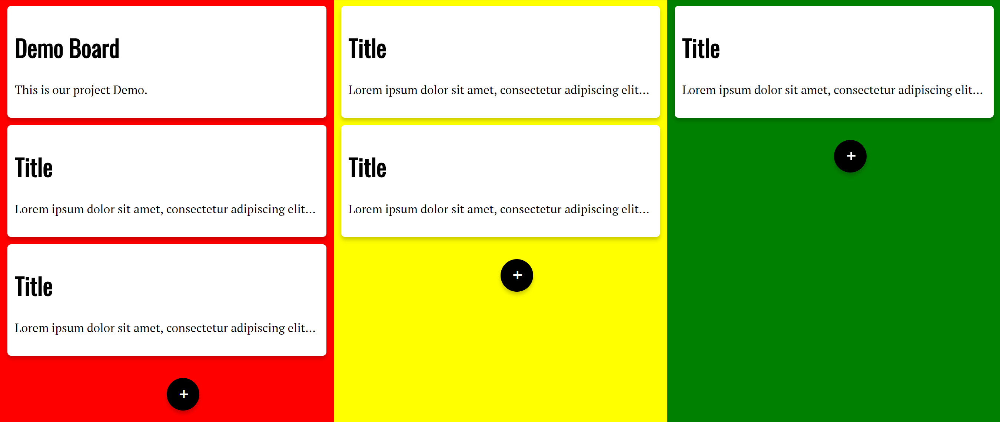 Demo Board
This is our project Demo.
Title
Lorem ipsum dolor sit amet, consectetur adipiscing elit...
Title
Lorem ipsum dolor sit amet, consectetur adipiscing elit...
+
Title
Lorem ipsum dolor sit amet, consectetur adipiscing elit...
Title
Lorem ipsum dolor sit amet, consectetur adipiscing elit...
+
Title
Lorem ipsum dolor sit amet, consectetur adipiscing elit...
+